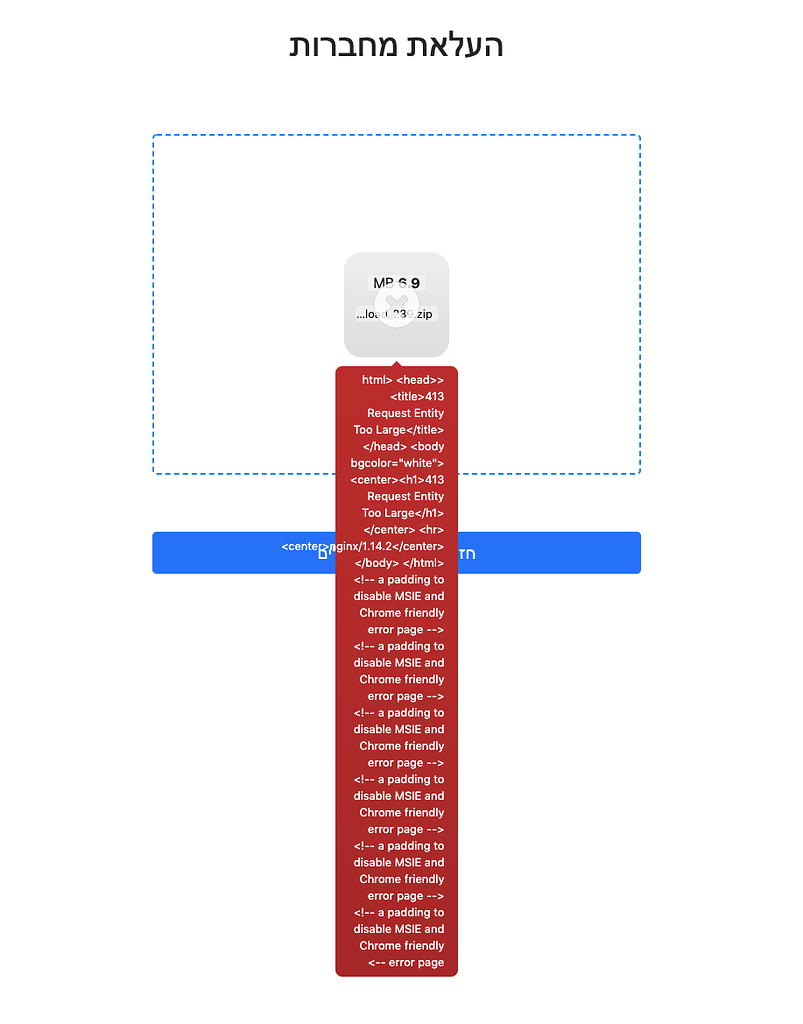 העלאת מחברות
MB 6.9
...load_239.zip
html> <head>>
<title>413
Request Entity
Too Large</title>
</head> <body
bgcolor="white">
<center><h1>413
Request Entity
Too Large</h1>
</center> <hr>
<center>nginx/1.14.2</center>
</body> </html>
<!-- a padding to
disable MSIE and
Chrome friendly
error page -->
<!-- a padding to
disable MSIE and
Chrome friendly
error page -->
<!-- a padding to
disable MSIE and
Chrome friendly
error page -->
<!-- a padding to
disable MSIE and
Chrome friendly
error page -->
<!-- a padding to
disable MSIE and
Chrome friendly
error page -->
<!-- a padding to
disable MSIE and
Chrome friendly
<-- error page